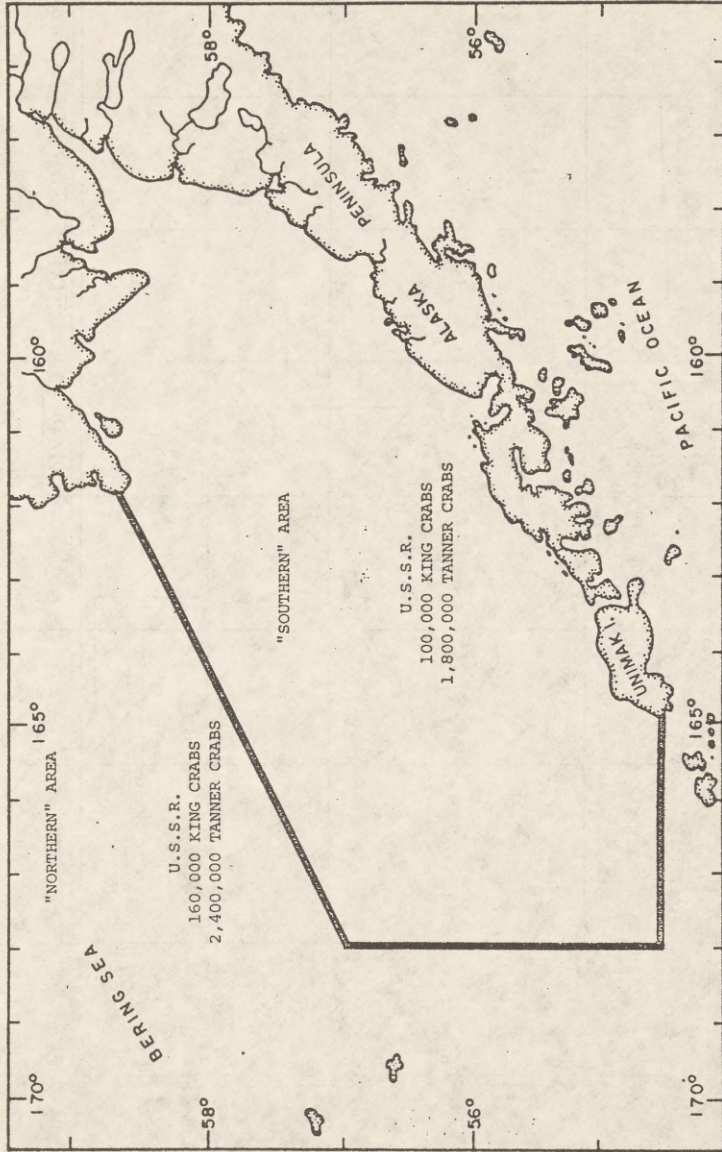 170°
165°
160°
"NORTHERN" AREA
BERING SEA
U.S.S.R.
160,000 KING CRABS
2,400,000 TANNER CRABS
58°
58°
"SOUTHERN" AREA
PENINSULA
ALASKA
U.S.S.R.
100,000 KING CRABS
1,800,000 TANNER CRABS
56°
56°
UNIMAK I.
PACIFIC OCEAN
170°
165°
160°